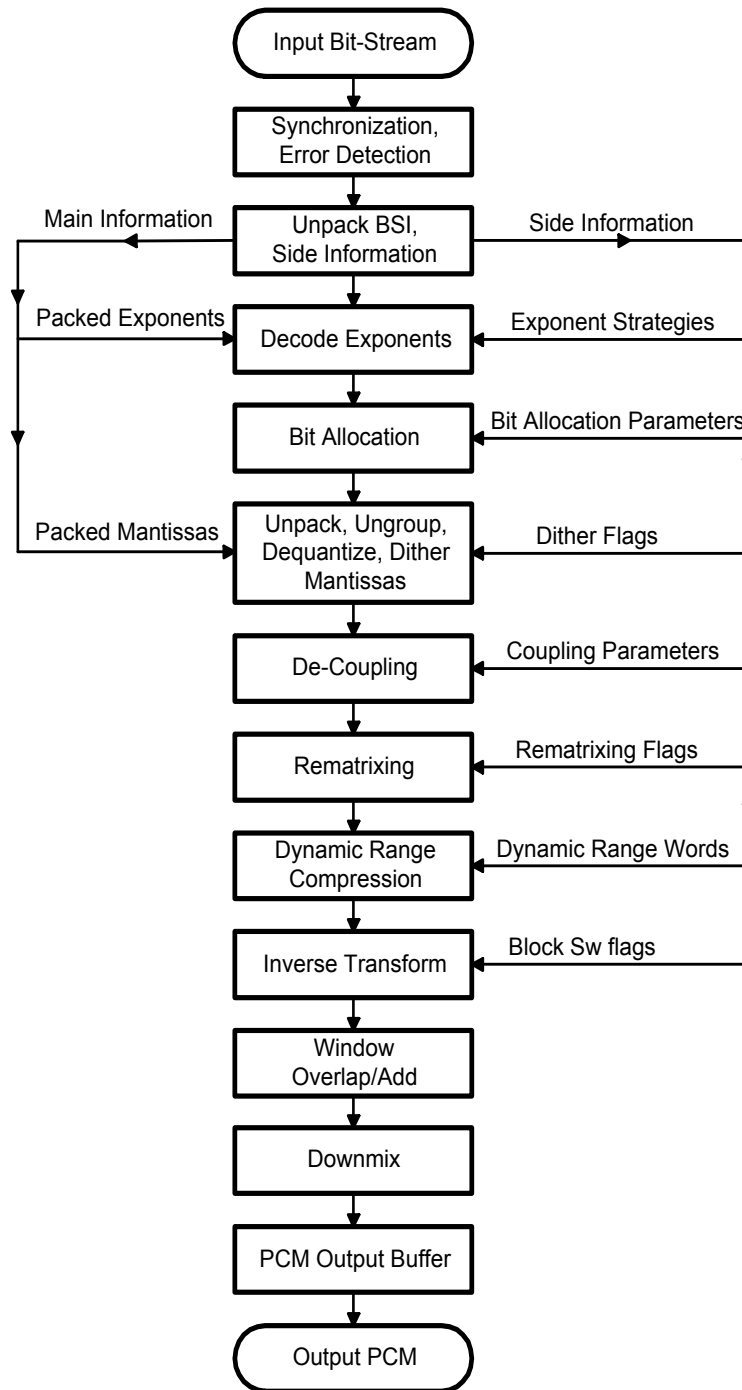 Input Bit-Stream
Synchronization,
Error Detection
Main Information
Unpack BSI,
Side Information
Side Information
Packed Exponents
Decode Exponents
Exponent Strategies
Bit Allocation
Bit Allocation Parameters
Packed Mantissas
Unpack, Ungroup,
Dequantize, Dither
Mantissas
Dither Flags
De-Coupling
Coupling Parameters
Rematrixing
Rematrixing Flags
Dynamic Range
Compression
Dynamic Range Words
Inverse Transform
Block Sw flags
Window
Overlap/Add
Downmix
PCM Output Buffer
Output PCM